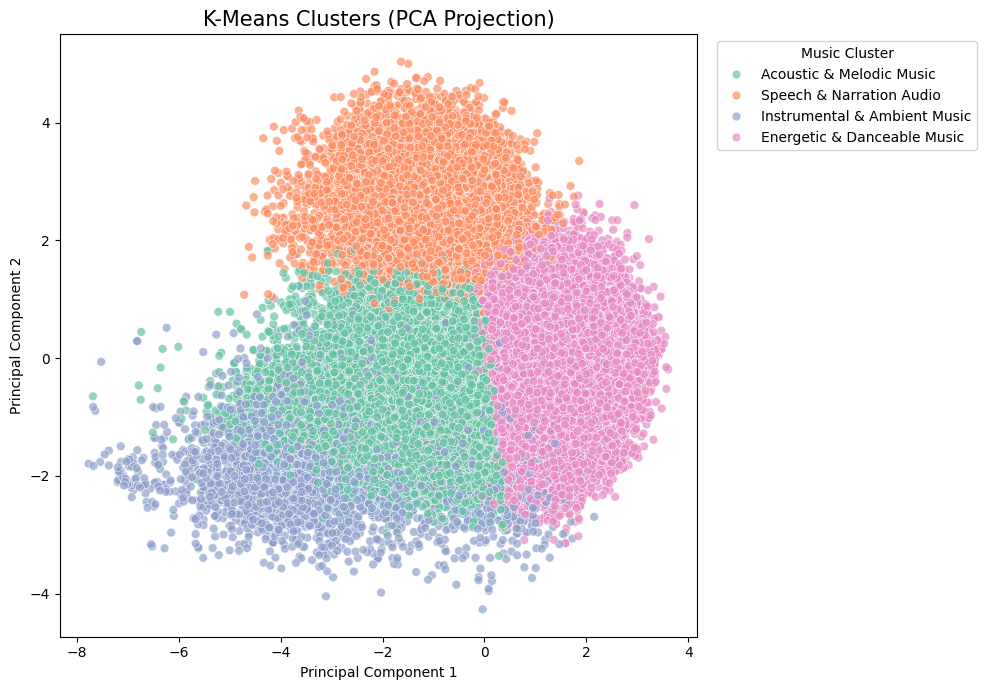 K-Means Clusters (PCA Projection)
Music Cluster
Acoustic & Melodic Music
Speech & Narration Audio
Instrumental & Ambient Music
Energetic & Danceable Music
Principal Component 2
4
2
0
−2
−4
−8
−6
−4
−2
0
2
4
Principal Component 1